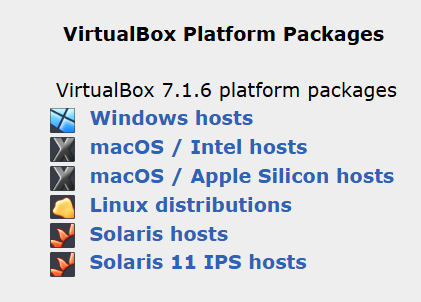 VirtualBox Platform Packages
VirtualBox 7.1.6 platform packages
Windows hosts
macOS / Intel hosts
macOS / Apple Silicon hosts
Linux distributions
Solaris hosts
Solaris 11 IPS hosts